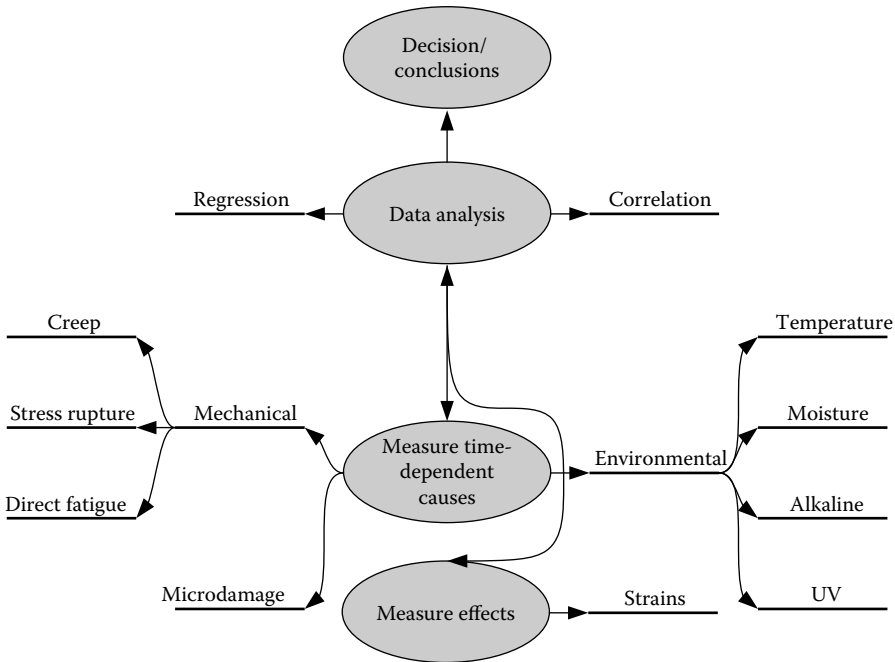 Decision/
conclusions
Regression
Data analysis
Correlation
Creep
Temperature
Stress rupture
Mechanical
Moisture
Measure time-
dependent
causes
Environmental
Direct fatigue
Alkaline
Microdamage
Measure effects
Strains
UV